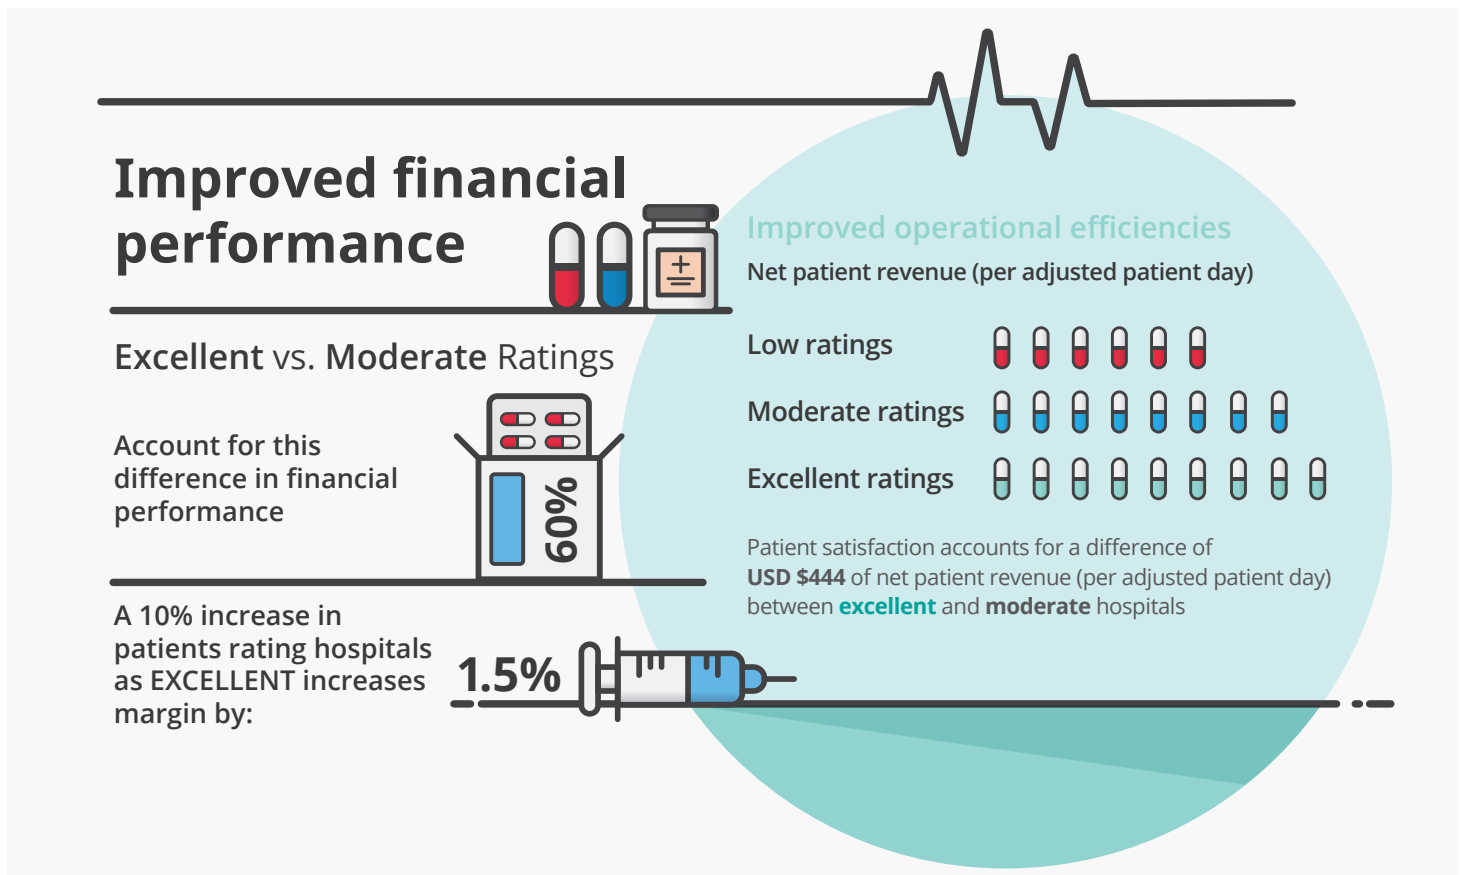 Improved financial
performance
Excellent vs. Moderate Ratings
Account for this
difference in financial
performance
60%
A 10% increase in
patients rating hospitals
as EXCELLENT increases
margin by:
1.5%
Improved operational efficiencies
Net patient revenue (per adjusted patient day)
Low ratings
Moderate ratings
Excellent ratings
Patient satisfaction accounts for a difference of
USD $444 of net patient revenue (per adjusted patient day)
between excellent and moderate hospitals